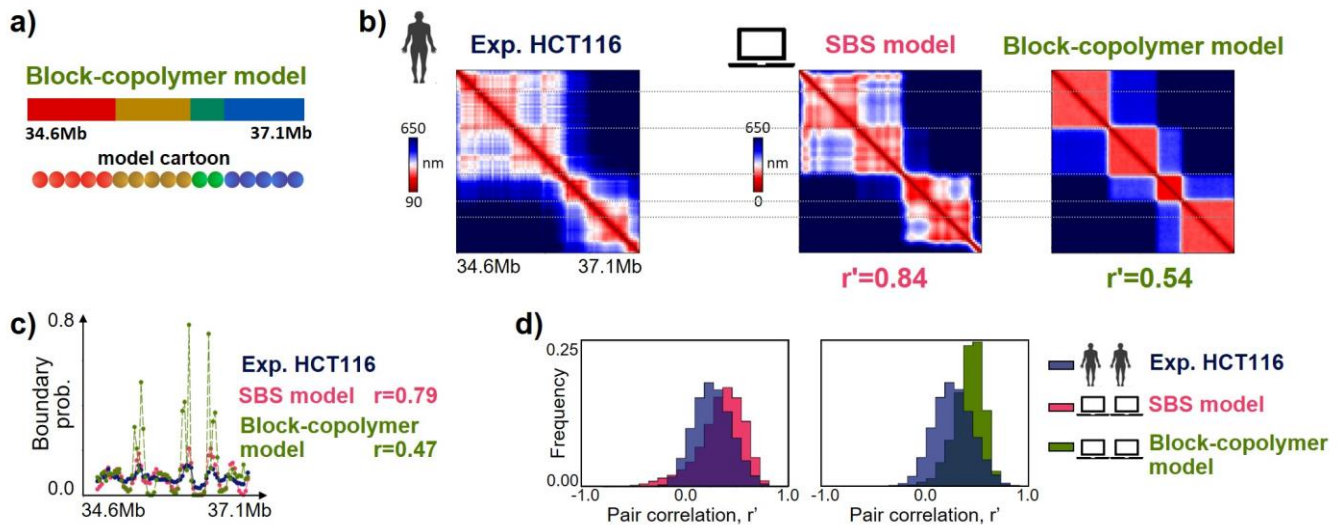 a)
Block-copolymer model
34.6Mb 37.1Mb
model cartoon
b)
Exp. HCT116
SBS model
Block-copolymer model
650
nm
90
650
nm
0
34.6Mb 37.1Mb
r'=0.84
r'=0.54
c)
0.8
Boundary
prob.
0.0
34.6Mb 37.1Mb
Exp. HCT116
SBS model r=0.79
Block-copolymer
model r=0.47
d)
0.25
Frequency
0.00
-1.0 0.0 1.0
Pair correlation, r'
-1.0 0.0 1.0
Pair correlation, r'
Exp. HCT116
SBS model
Block-copolymer
model